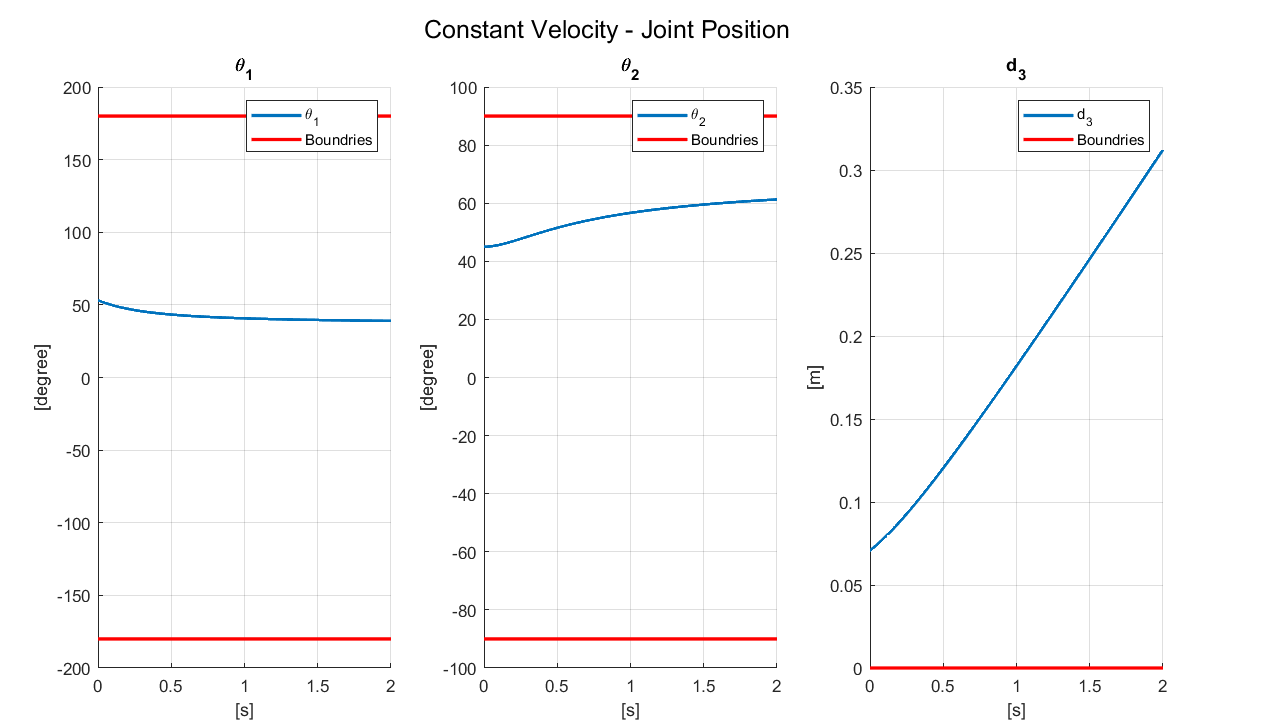 Constant Velocity - Joint Position
θ1
200
150
100
50
0
-50
-100
-150
-200
[degree]
0 0.5 1 1.5 2
[s]
θ1
Boundries
θ2
100
80
60
40
20
0
-20
-40
-60
-80
-100
[degree]
0 0.5 1 1.5 2
[s]
θ2
Boundries
d3
0.35
0.3
0.25
0.2
0.15
0.1
0.05
0
[m]
0 0.5 1 1.5 2
[s]
d3
Boundries